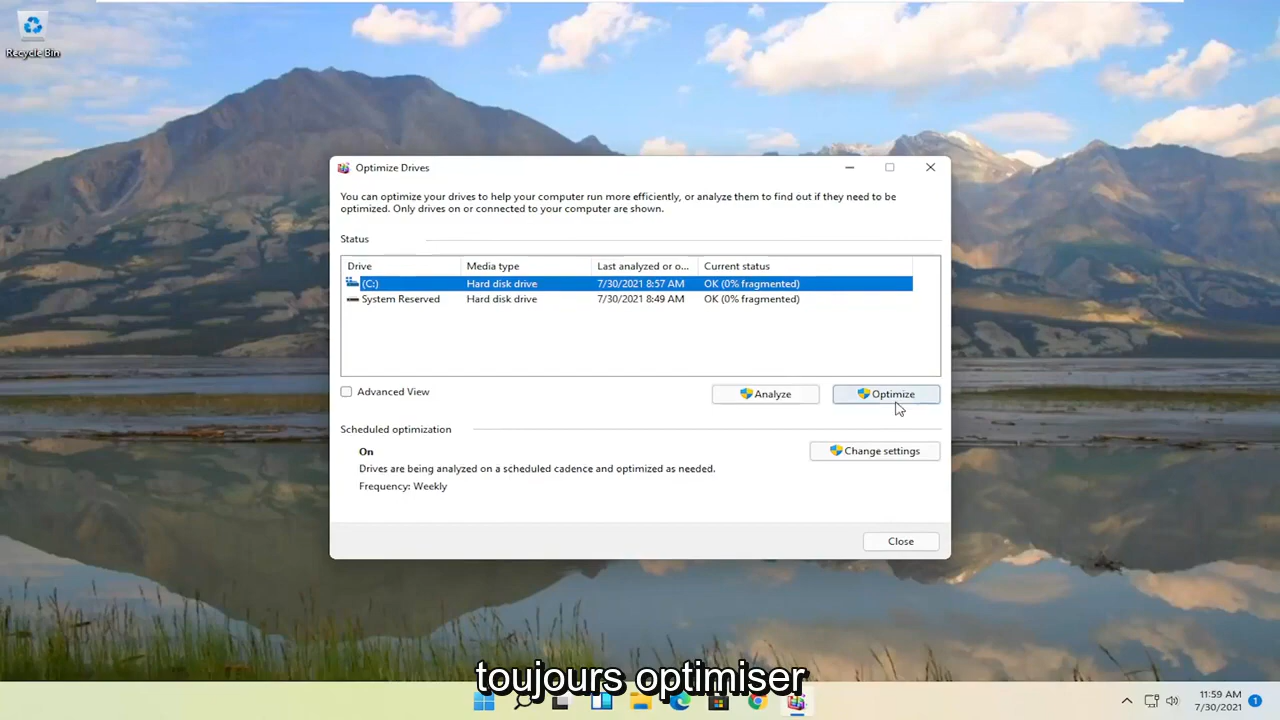 Recycle Bin
Optimize Drives
You can optimize your drives to help your computer run more efficiently, or analyze them to find out if they need to be
optimized. Only drives on or connected to your computer are shown.
Status
Drive Media type Last analyzed or o... Current status
(C:) Hard disk drive 7/30/2021 8:57 AM OK (0% fragmented)
System Reserved Hard disk drive 7/30/2021 8:49 AM OK (0% fragmented)
Advanced View Analyze Optimize
Scheduled optimization
On Change settings
Drives are being analyzed on a scheduled cadence and optimized as needed.
Frequency: Weekly
Close
toujours optimiser
11:59 AM
7/30/2021 1